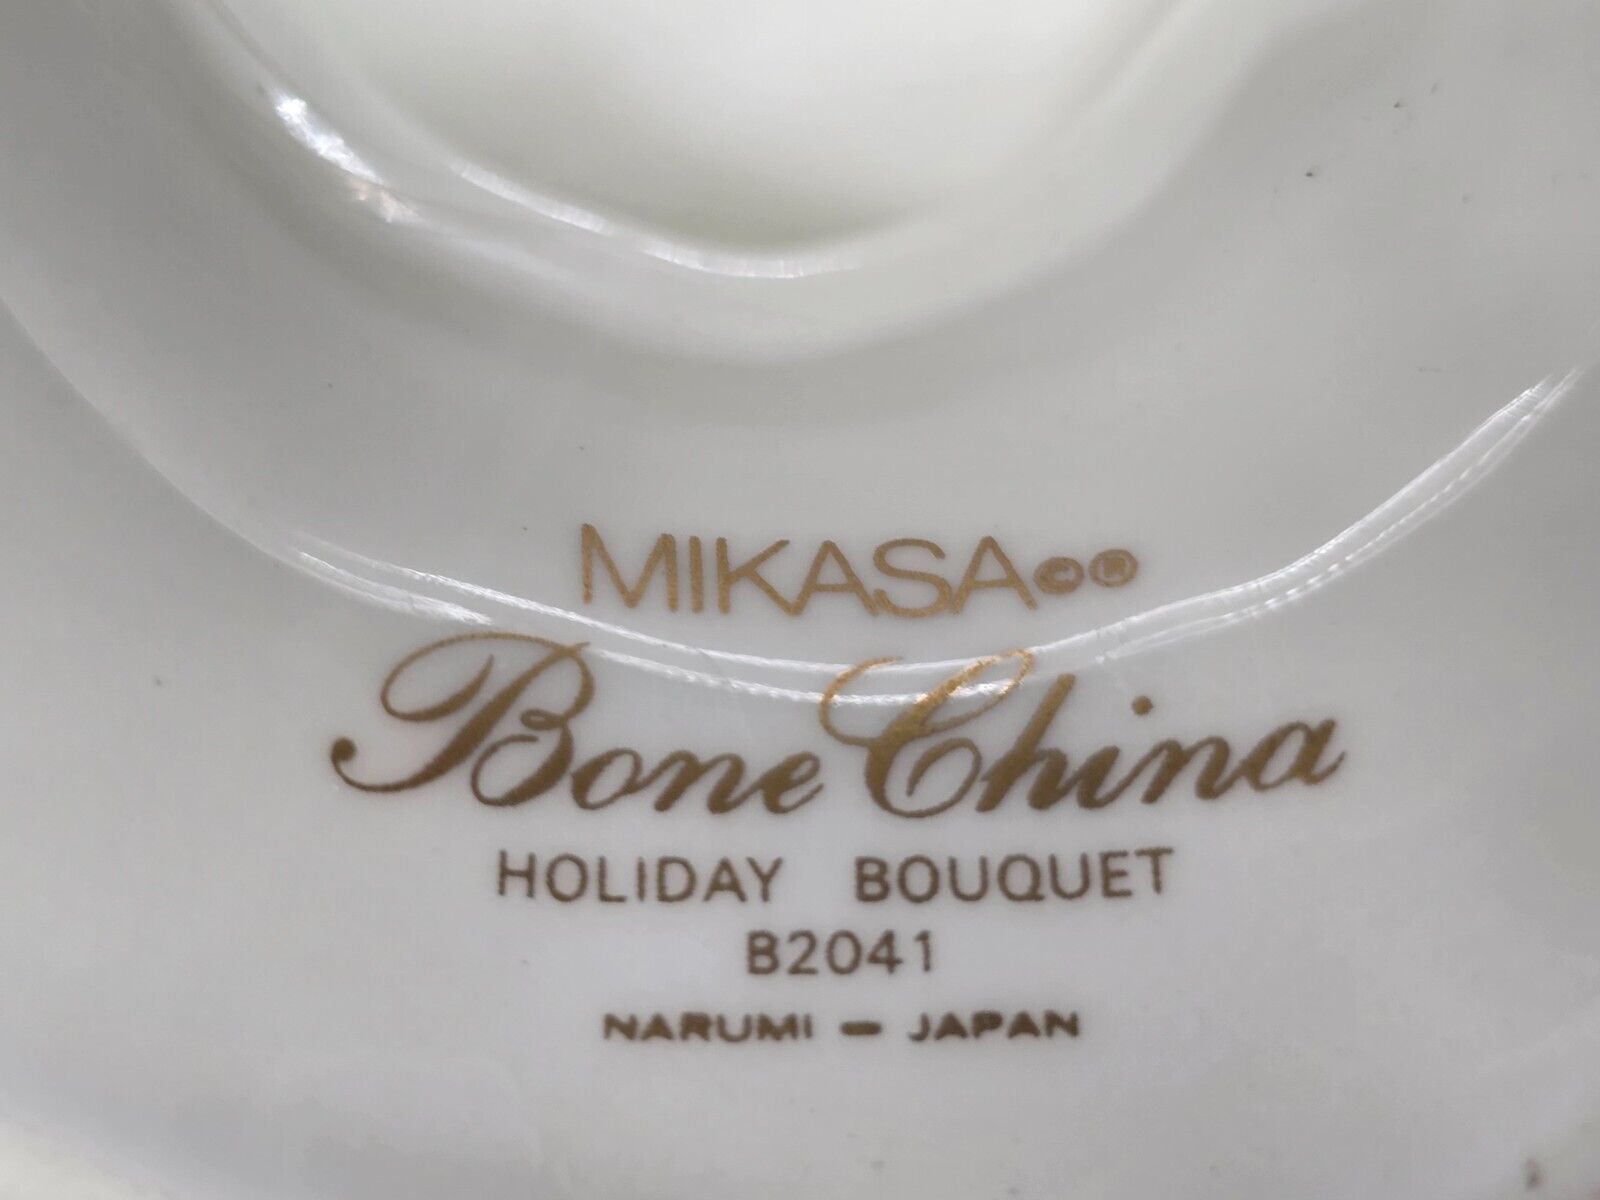 MIKASA©®
Bone China
HOLIDAY BOUQUET
B2041
NARUMI – JAPAN